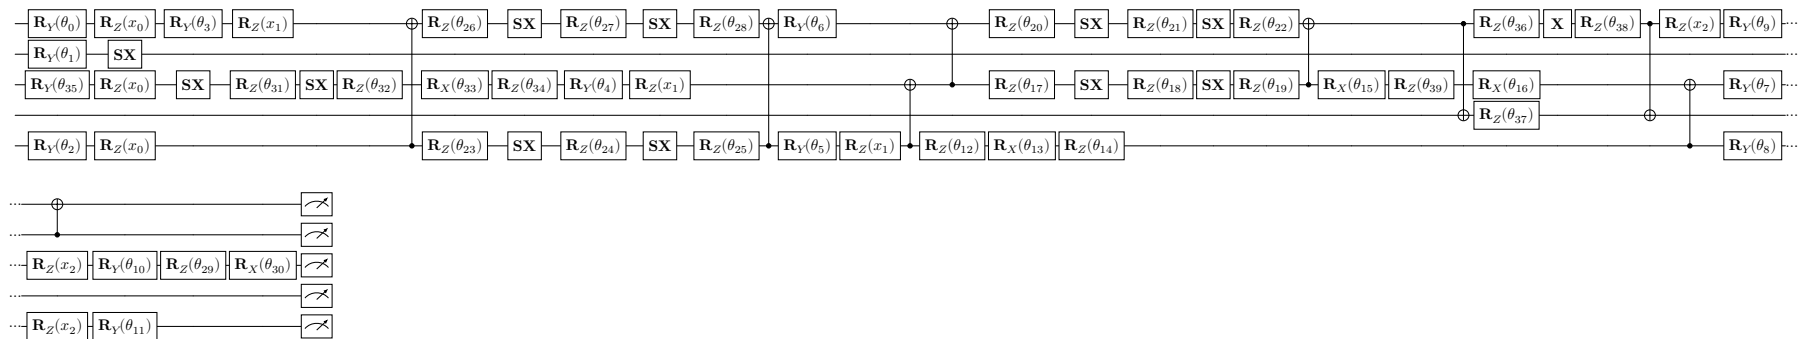 R_Y(θ_0) R_Z(x_0) R_Y(θ_3) R_Z(x_1) R_Z(θ_26) SX R_Z(θ_27) SX R_Z(θ_28) R_Y(θ_6) R_Z(θ_20) SX R_Z(θ_21) SX R_Z(θ_22) R_Z(θ_36) X R_Z(θ_38) R_Z(x_2) R_Y(θ_9) ...
R_Y(θ_1) SX ...
R_Y(θ_35) R_Z(x_0) SX R_Z(θ_31) SX R_Z(θ_32) R_X(θ_33) R_Z(θ_34) R_Y(θ_4) R_Z(x_1) R_Z(θ_17) SX R_Z(θ_18) SX R_Z(θ_19) R_X(θ_15) R_Z(θ_39) R_X(θ_16) R_Y(θ_7) ...
R_Z(θ_37) ...
R_Y(θ_2) R_Z(x_0) R_Z(θ_23) SX R_Z(θ_24) SX R_Z(θ_25) R_Y(θ_5) R_Z(x_1) R_Z(θ_12) R_X(θ_13) R_Z(θ_14) R_Y(θ_8) ...
...
...
... R_Z(x_2) R_Y(θ_10) R_Z(θ_29) R_X(θ_30)
...
... R_Z(x_2) R_Y(θ_11)